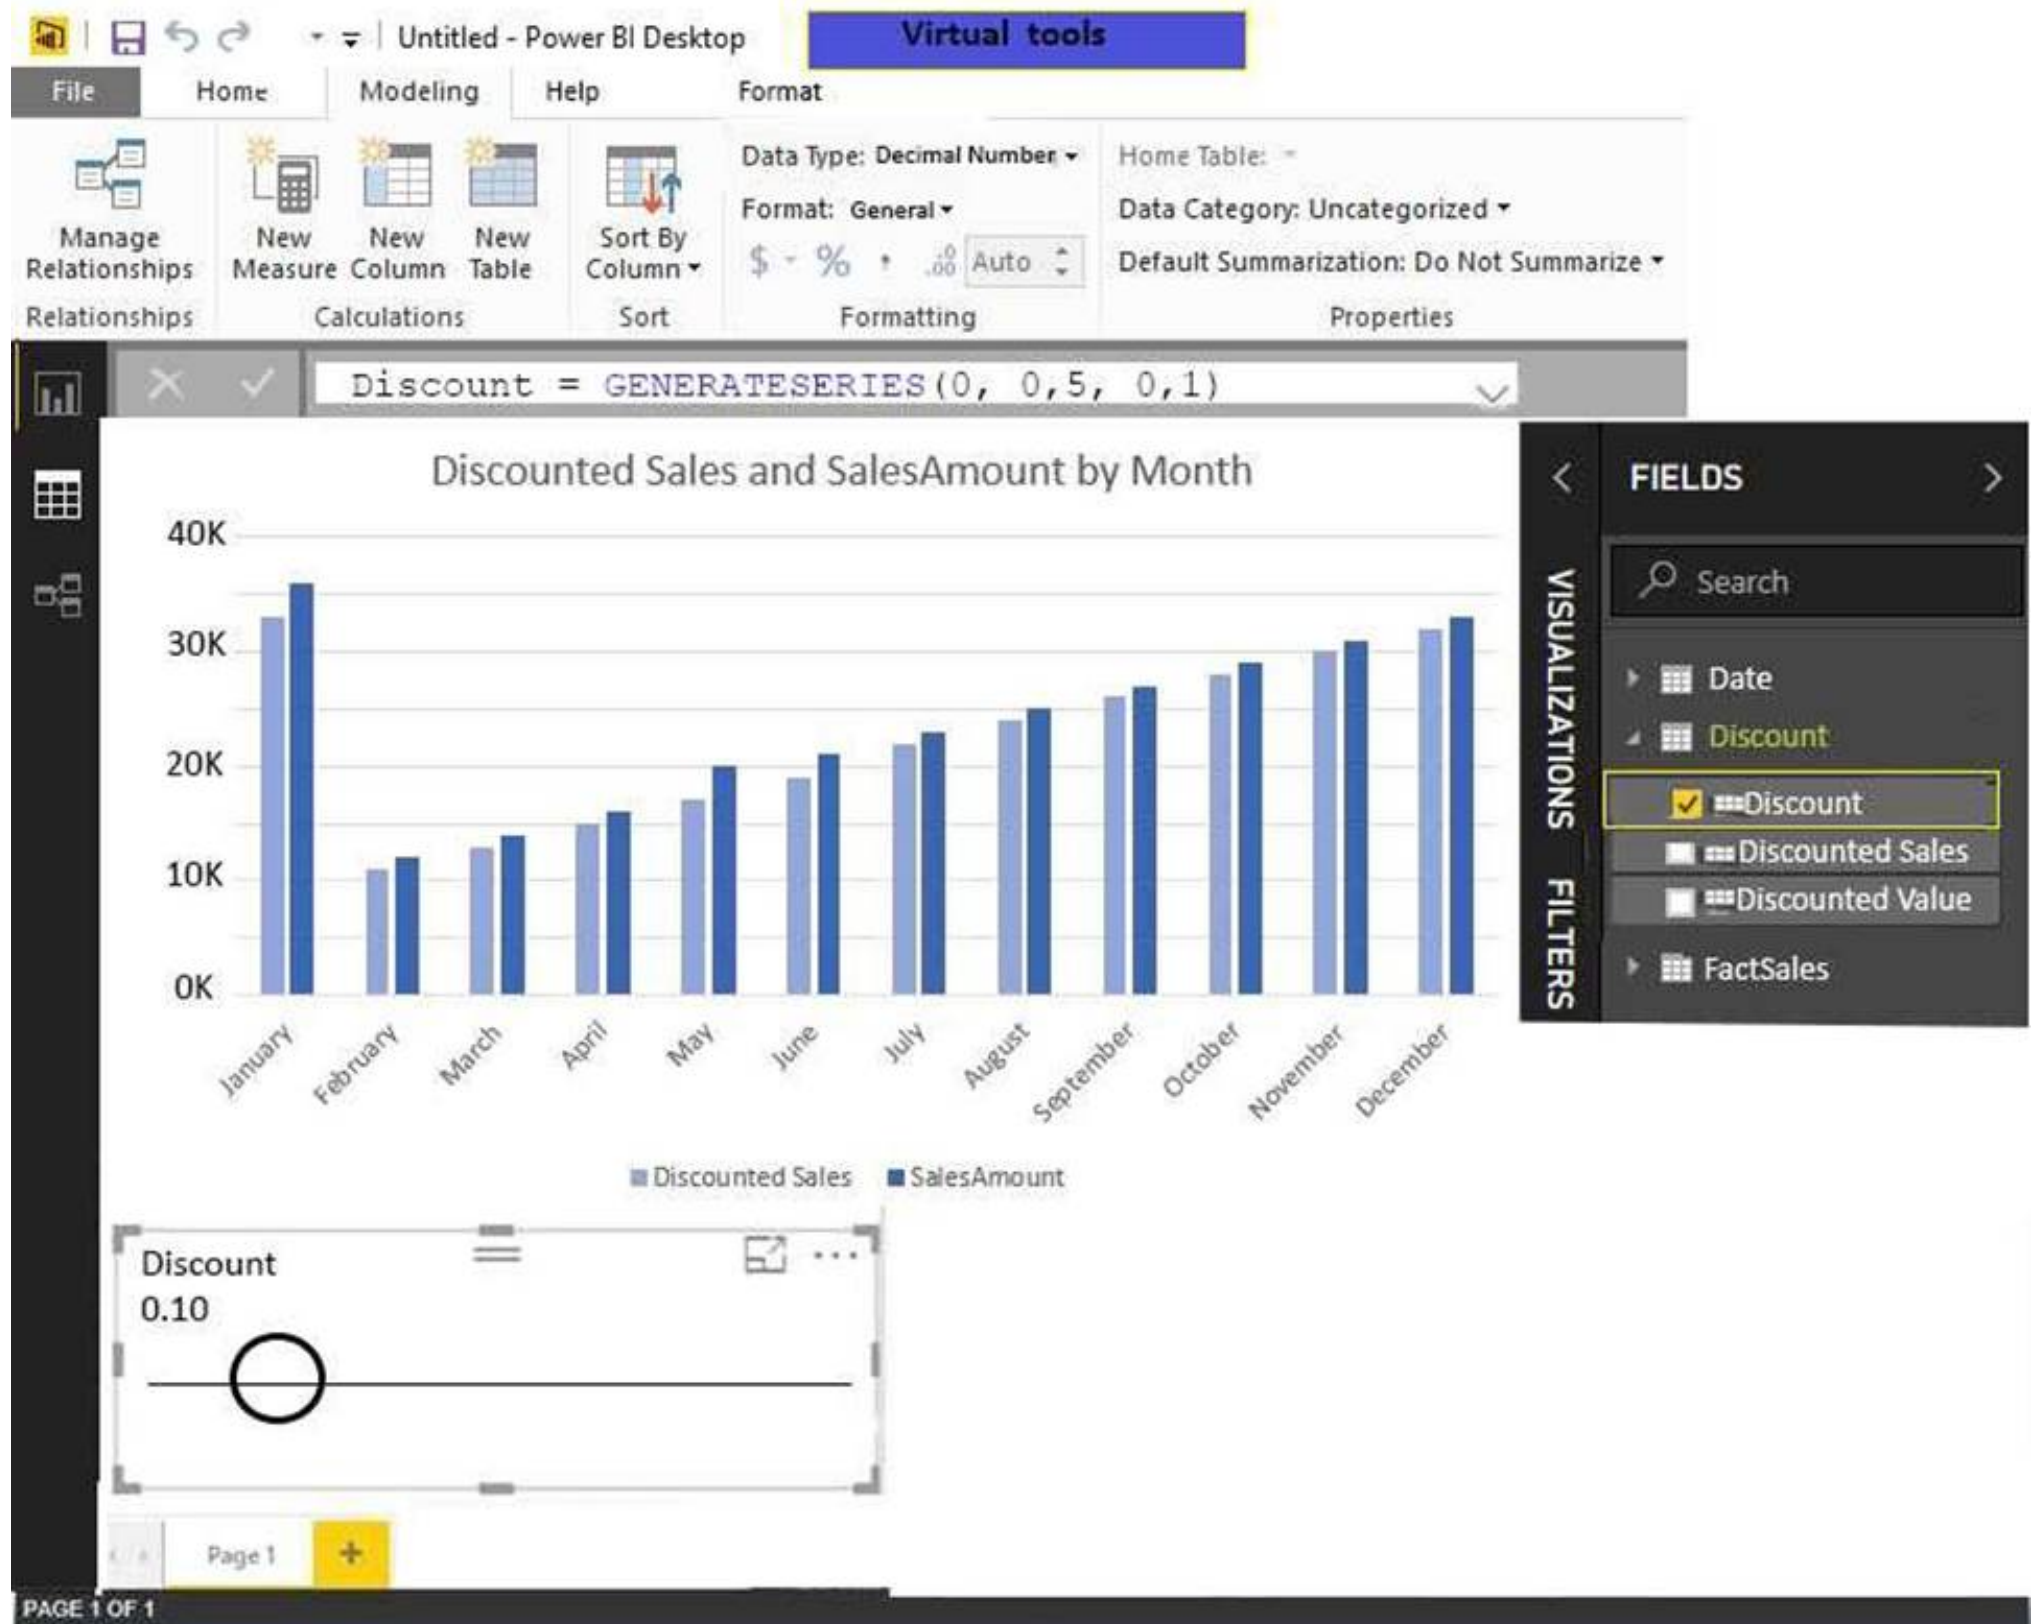 Untitled - Power BI Desktop
Virtual tools
File
Home
Modeling
Help
Format
Manage
Relationships
Relationships
New
Measure
New
Column
New
Table
Calculations
Sort By
Column
Sort
Data Type: Decimal Number
Format: General
$ % , .00 Auto
Formatting
Home Table:
Data Category: Uncategorized
Default Summarization: Do Not Summarize
Properties
Discount = GENERATESERIES(0, 0,5, 0,1)
Discounted Sales and SalesAmount by Month
40K
30K
20K
10K
0K
January
February
March
April
May
June
July
August
September
October
November
December
Discounted Sales
SalesAmount
VISUALIZATIONS
FILTERS
FIELDS
Search
Date
Discount
Discount
Discounted Sales
Discounted Value
FactSales
Discount
0.10
Page 1
PAGE 1 OF 1